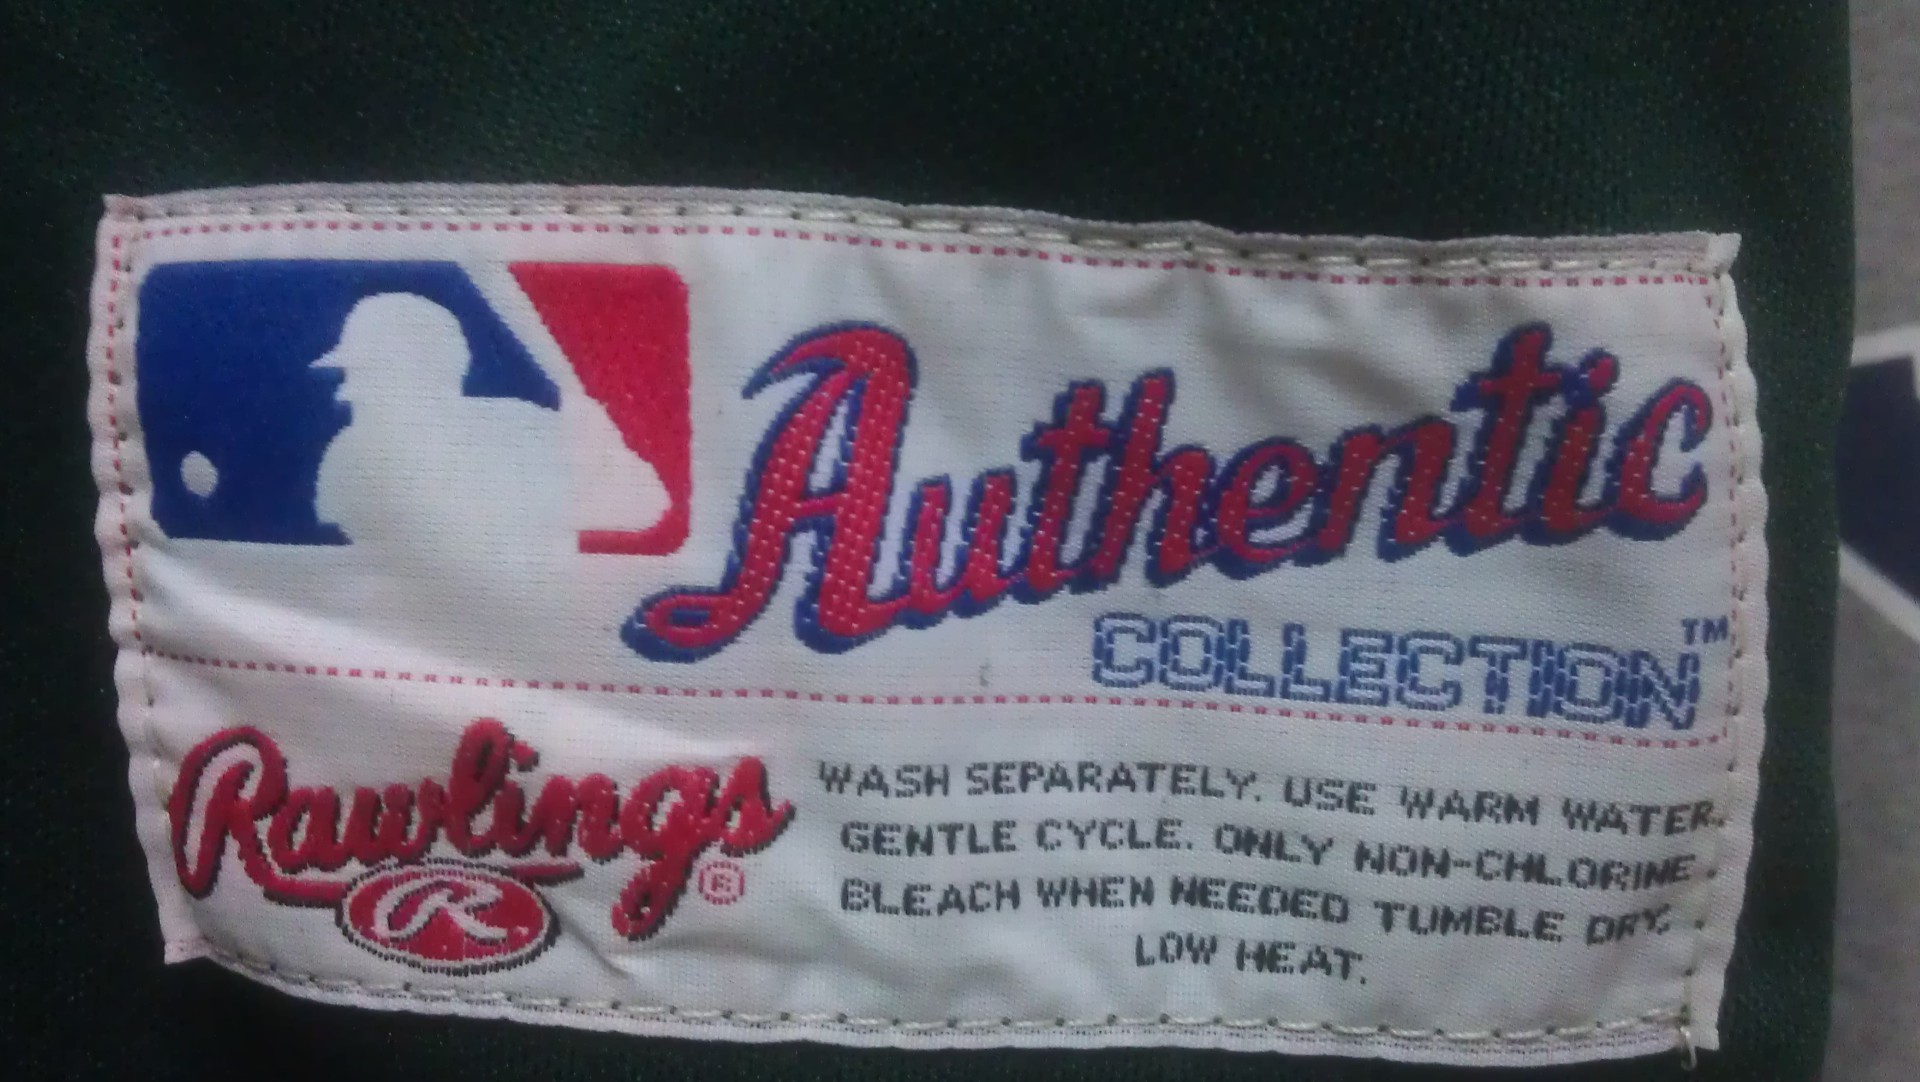 Authentic
COLLECTION™
Rawlings®
R
WASH SEPARATELY. USE WARM WATER.
GENTLE CYCLE. ONLY NON-CHLORINE
BLEACH WHEN NEEDED TUMBLE DRY,
LOW HEAT.